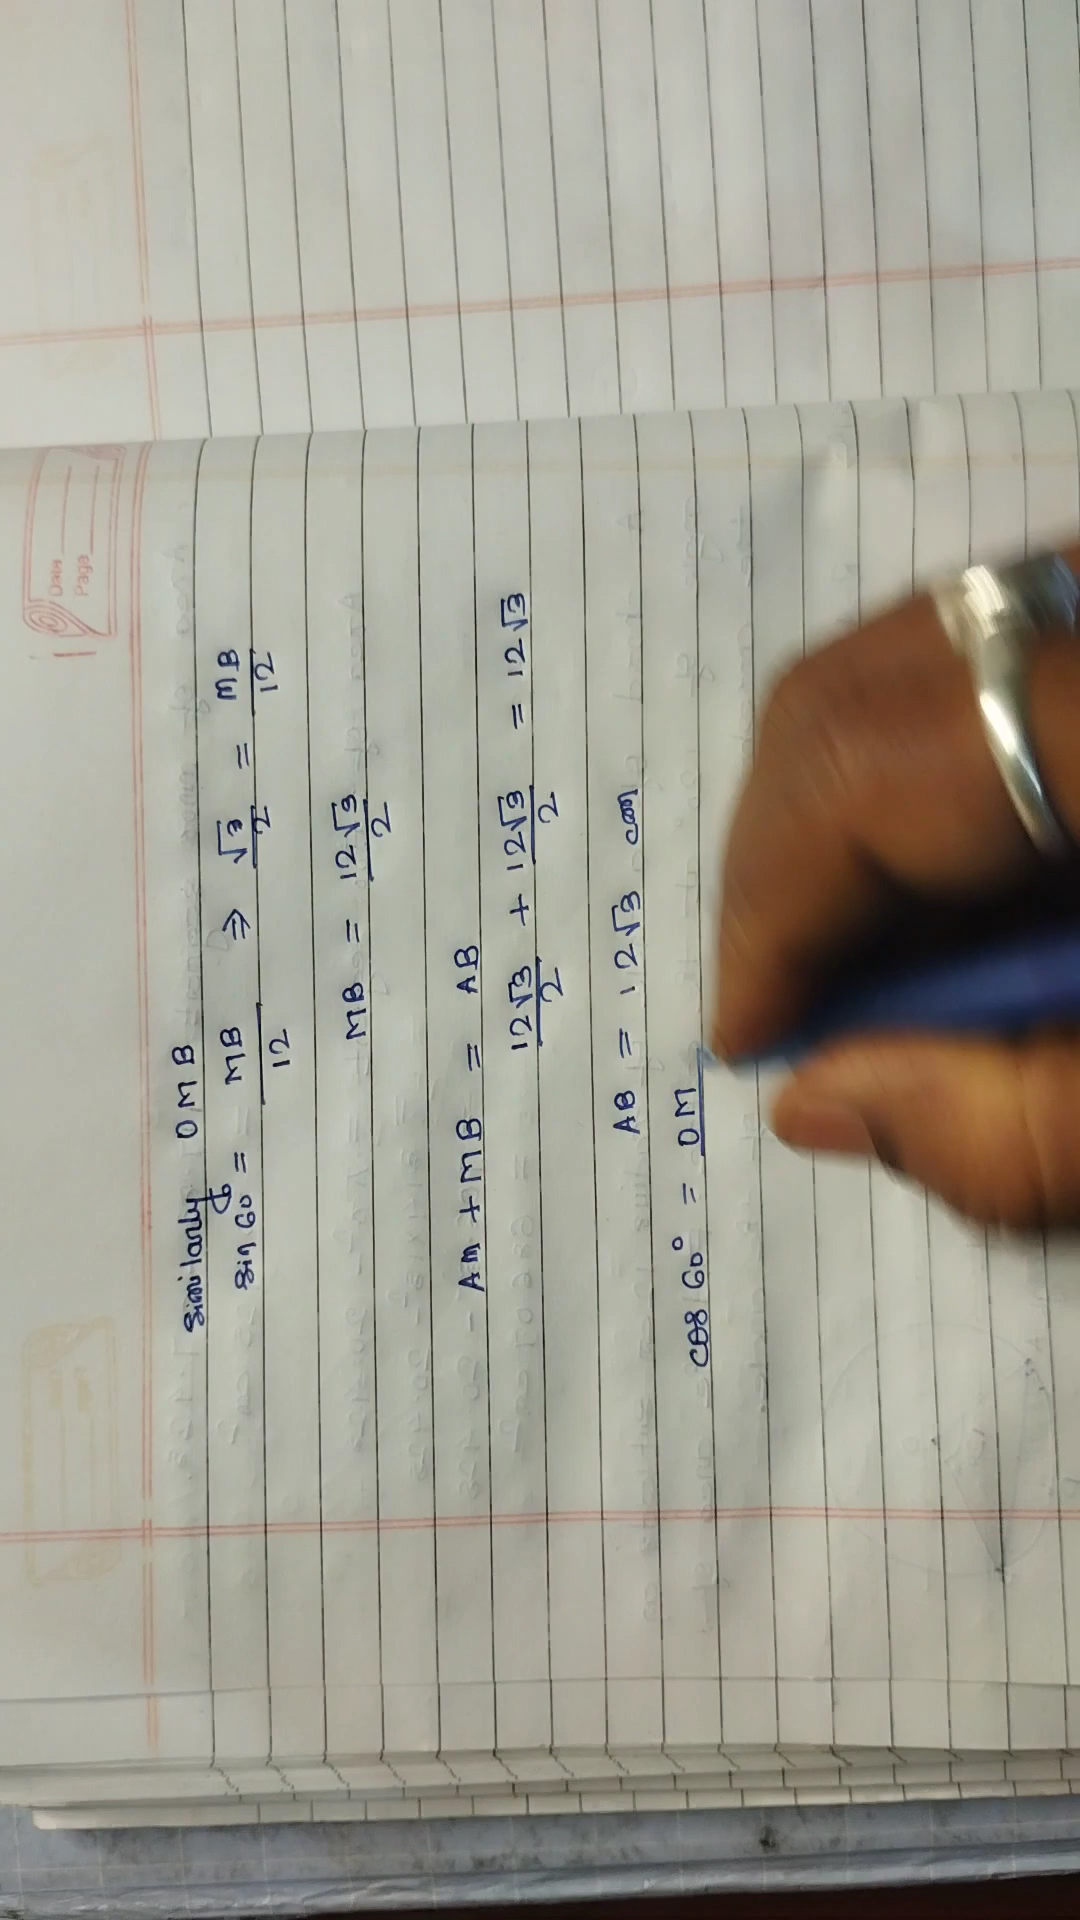 Date
Page
Similarly OMB
sin 60° = MB/12 ⇒ √3/2 = MB/12
MB = 12√3/2
AM + MB = AB
12√3/2 + 12√3/2 = 12√3
AB = 12√3 cm
cos 60° = OM